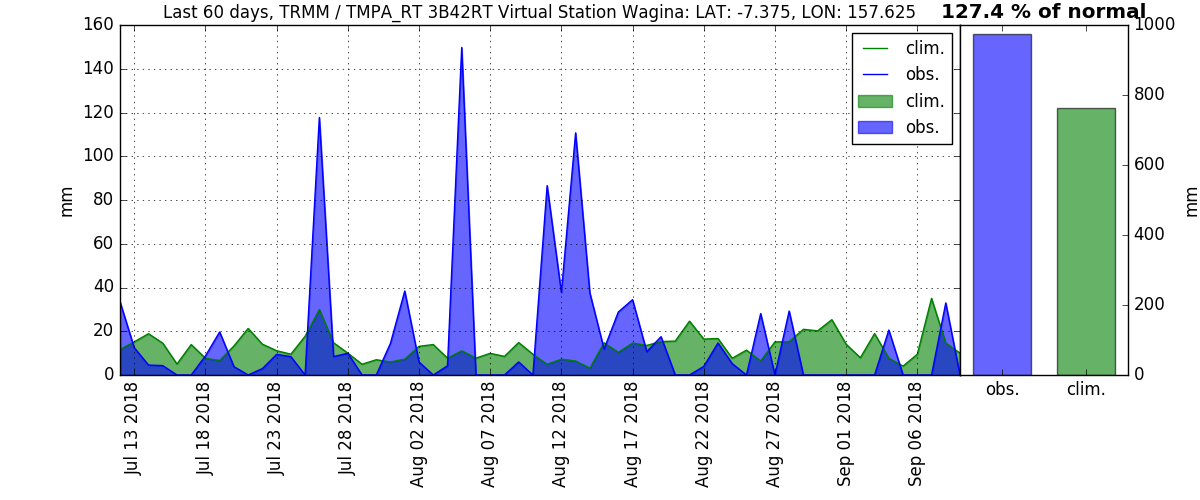 Last 60 days, TRMM / TMPA_RT 3B42RT Virtual Station Wagina: LAT: -7.375, LON: 157.625
127.4 % of normal
160
140
120
100
80
60
40
20
0
mm
clim.
obs.
clim.
obs.
Jul 13 2018
Jul 18 2018
Jul 23 2018
Jul 28 2018
Aug 02 2018
Aug 07 2018
Aug 12 2018
Aug 17 2018
Aug 22 2018
Aug 27 2018
Sep 01 2018
Sep 06 2018
1000
800
600
400
200
0
mm
obs.
clim.